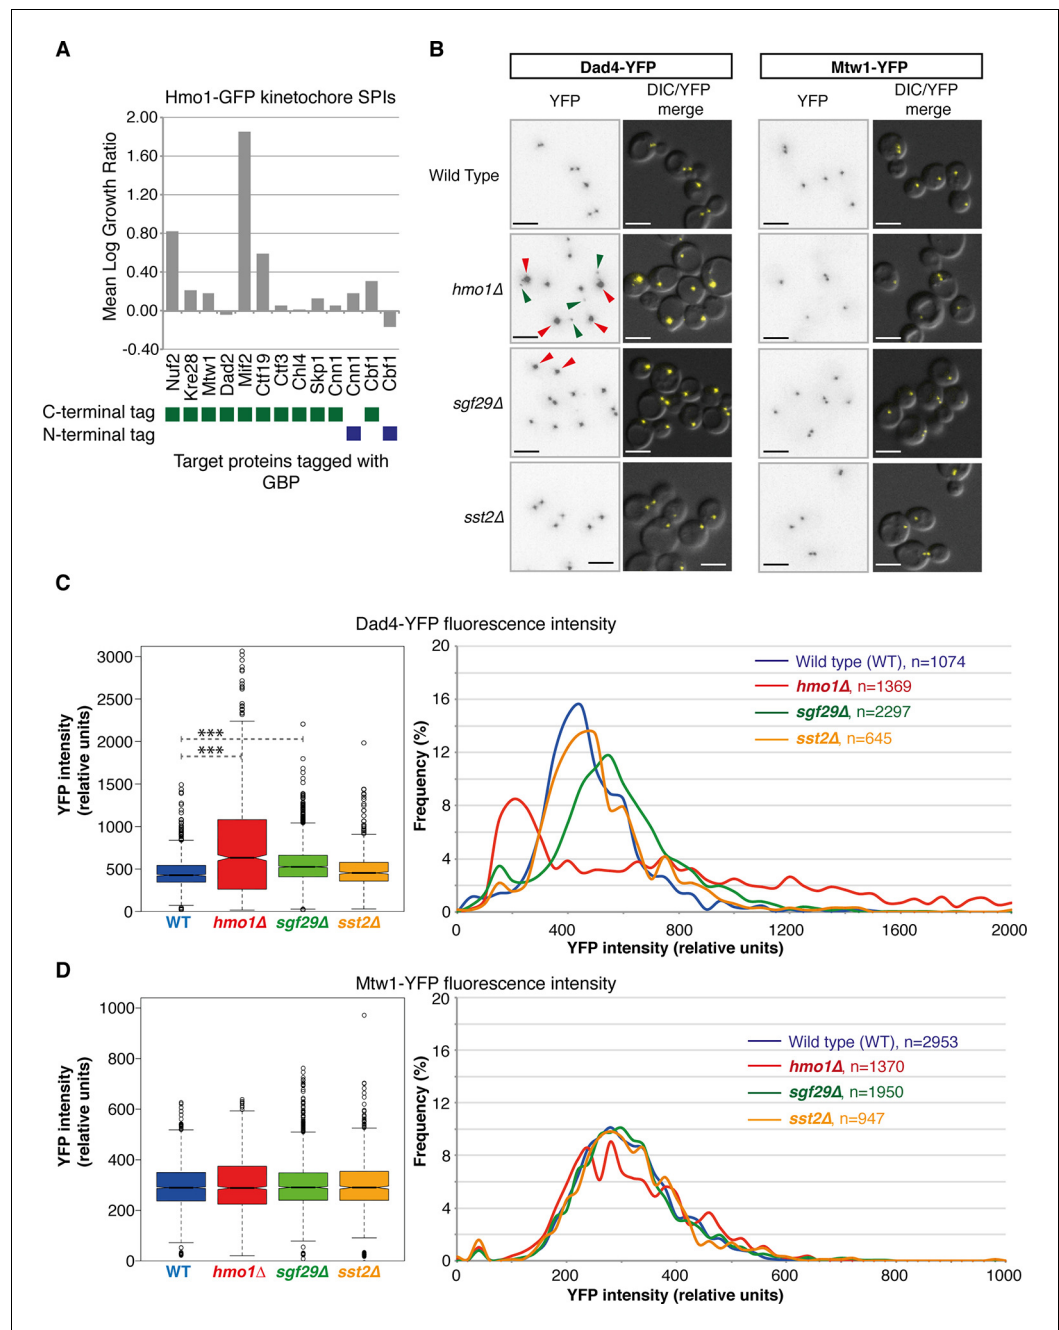 A
Hmo1-GFP kinetochore SPIs
Mean Log Growth Ratio
2.00
1.60
1.20
0.80
0.40
0.00
-0.40
Nuf2
Kre28
Mtw1
Dad2
Mif2
Ctf19
Ctf3
Chl4
Skp1
Cnn1
Cnn1
Cbf1
Cbf1
C-terminal tag
N-terminal tag
Target proteins tagged with
GBP
B
Dad4-YFP
Mtw1-YFP
YFP
DIC/YFP
merge
YFP
DIC/YFP
merge
Wild Type
hmo1Δ
sgf29Δ
sst2Δ
C
Dad4-YFP fluorescence intensity
YFP intensity
(relative units)
3000
2500
2000
1500
1000
500
0
***
***
WT
hmo1Δ
sgf29Δ
sst2Δ
Frequency (%)
20
16
12
8
4
0
Wild type (WT), n=1074
hmo1Δ, n=1369
sgf29Δ, n=2297
sst2Δ, n=645
0
400
800
1200
1600
2000
YFP intensity (relative units)
D
Mtw1-YFP fluorescence intensity
YFP intensity
(relative units)
1000
800
600
400
200
0
WT
hmo1Δ
sgf29Δ
sst2Δ
Frequency (%)
20
16
12
8
4
0
Wild type (WT), n=2953
hmo1Δ, n=1370
sgf29Δ, n=1950
sst2Δ, n=947
0
200
400
600
800
1000
YFP intensity (relative units)